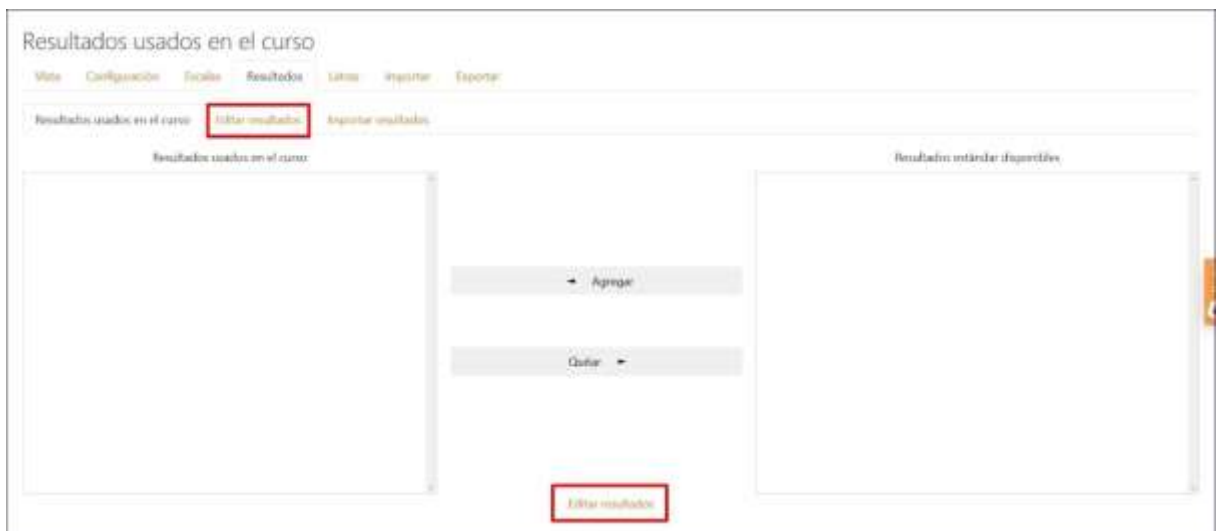 Resultados usados en el curso
Vista Configuración Escalas Resultados Letras Importar Exportar
Resultados usados en el curso Editar resultados Importar resultados
Resultados usados en el curso Resultados estándar disponibles
Agregar
Quitar
Editar resultados